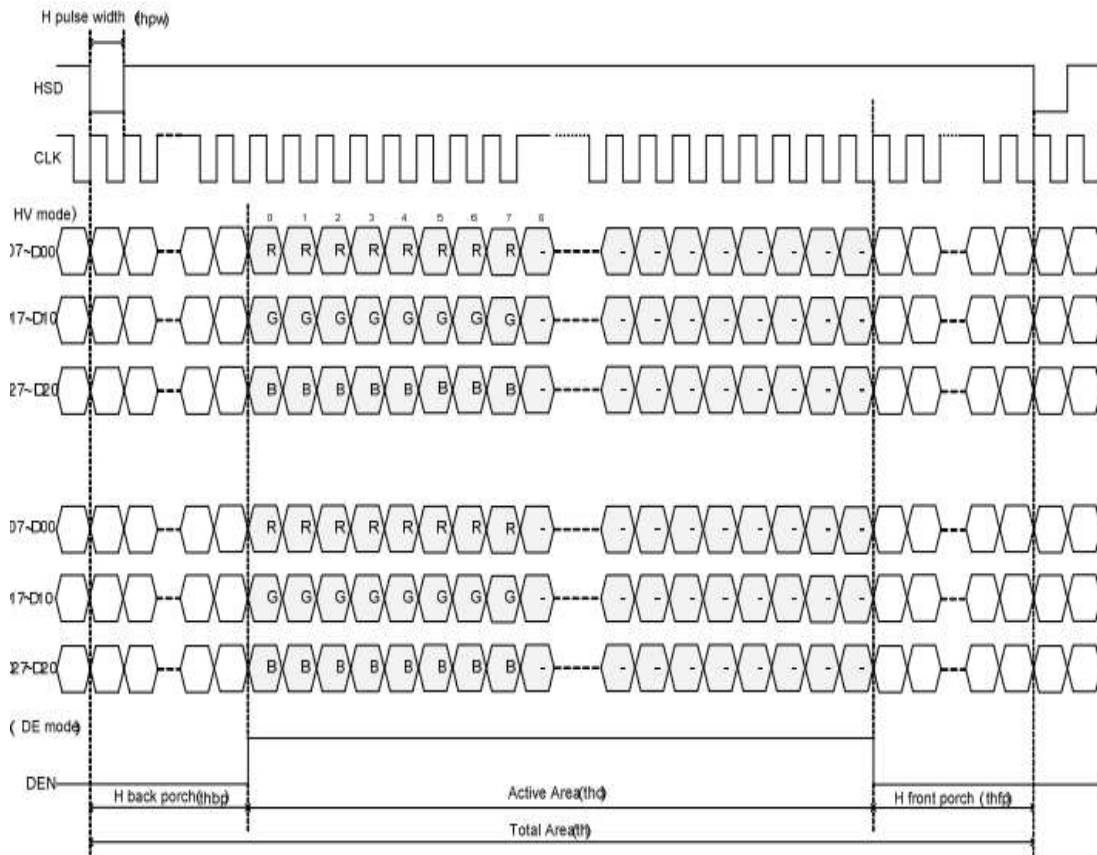 H pulse width (hpw)
HSD
CLK
HV mode)
0 1 2 3 4 5 6 7 8
07~D00 R R R R R R R R - - - - - - - - -
17~D10 G G G G G G G G - - - - - - - - -
27~D20 B B B B B B B B - - - - - - - - -
07~D00 R R R R R R R R - - - - - - - - -
17~D10 G G G G G G G G - - - - - - - - -
27~D20 B B B B B B B B - - - - - - - - -
( DE mode)
DEN
H back porch(thbp) Active Area(thd) H front porch (thfp)
Total Area(th)